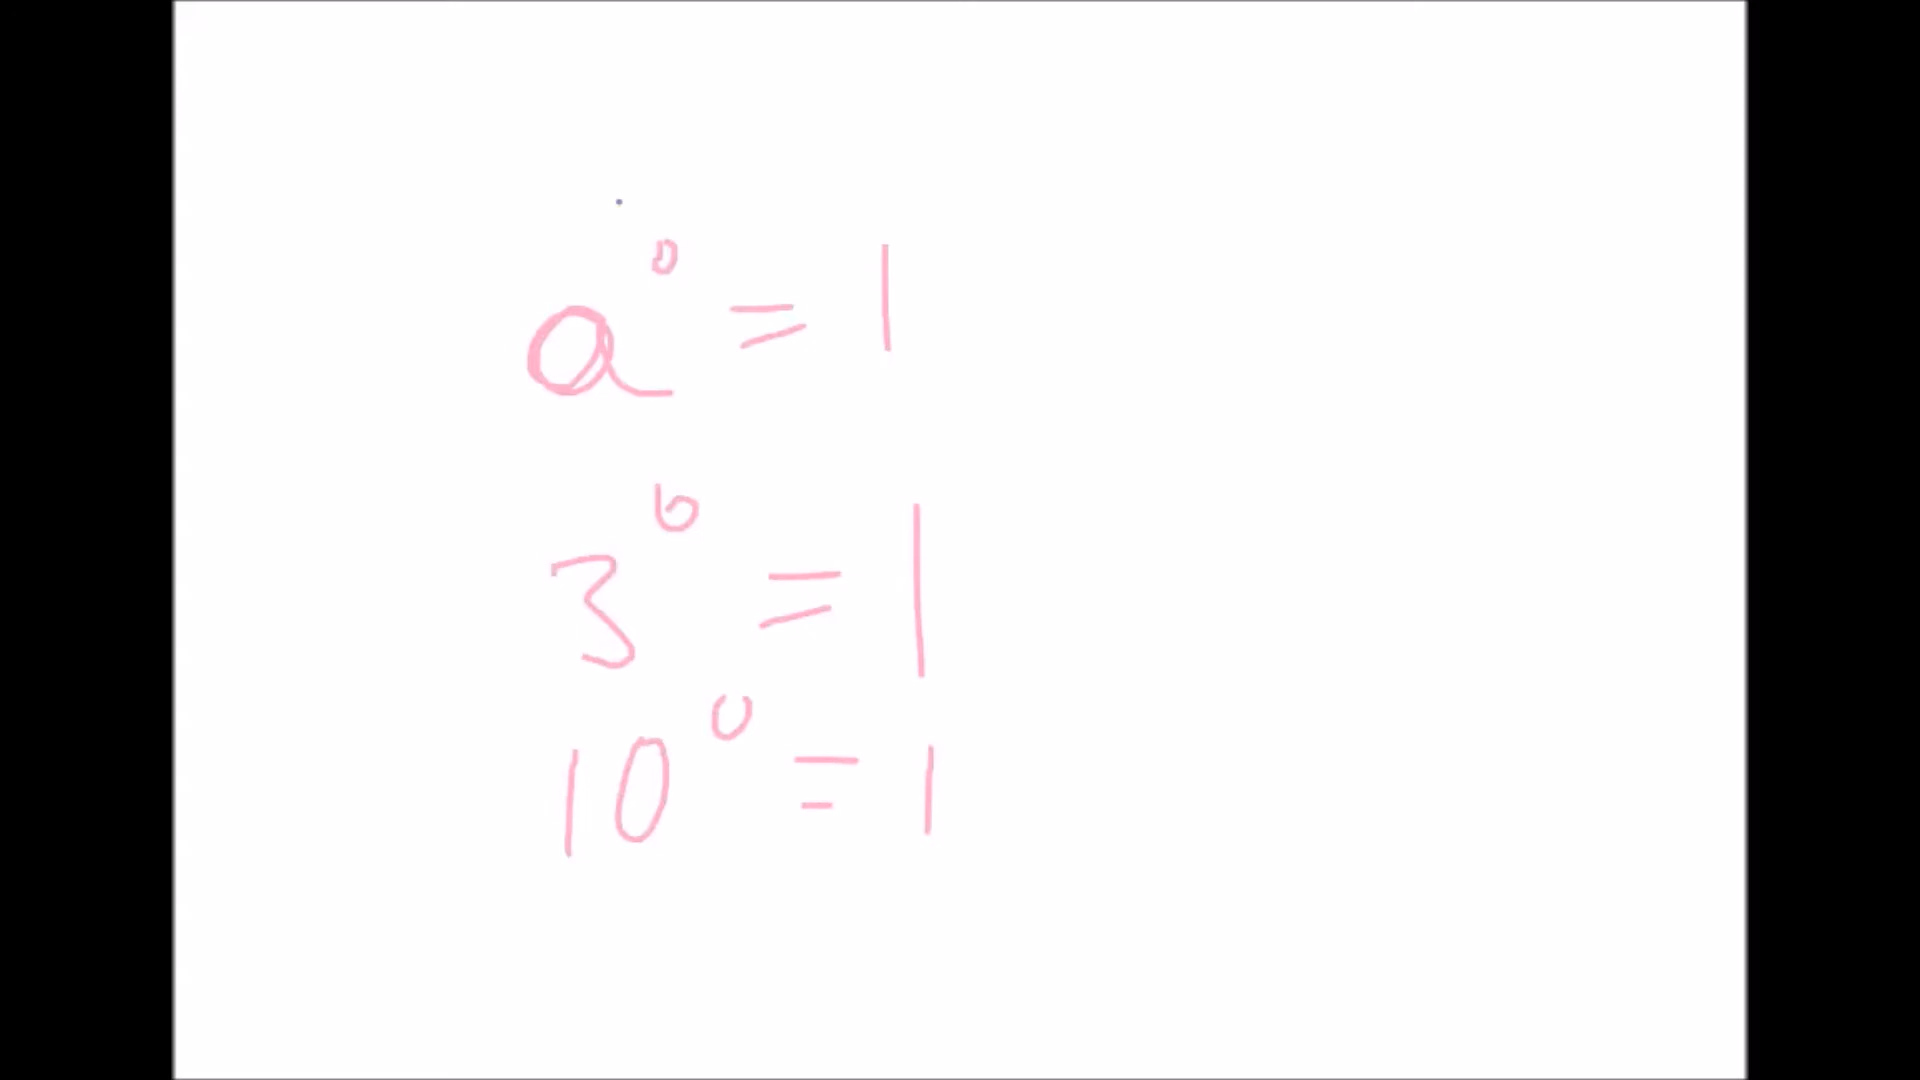 a⁰ = 1
3⁰ = 1
10⁰ = 1